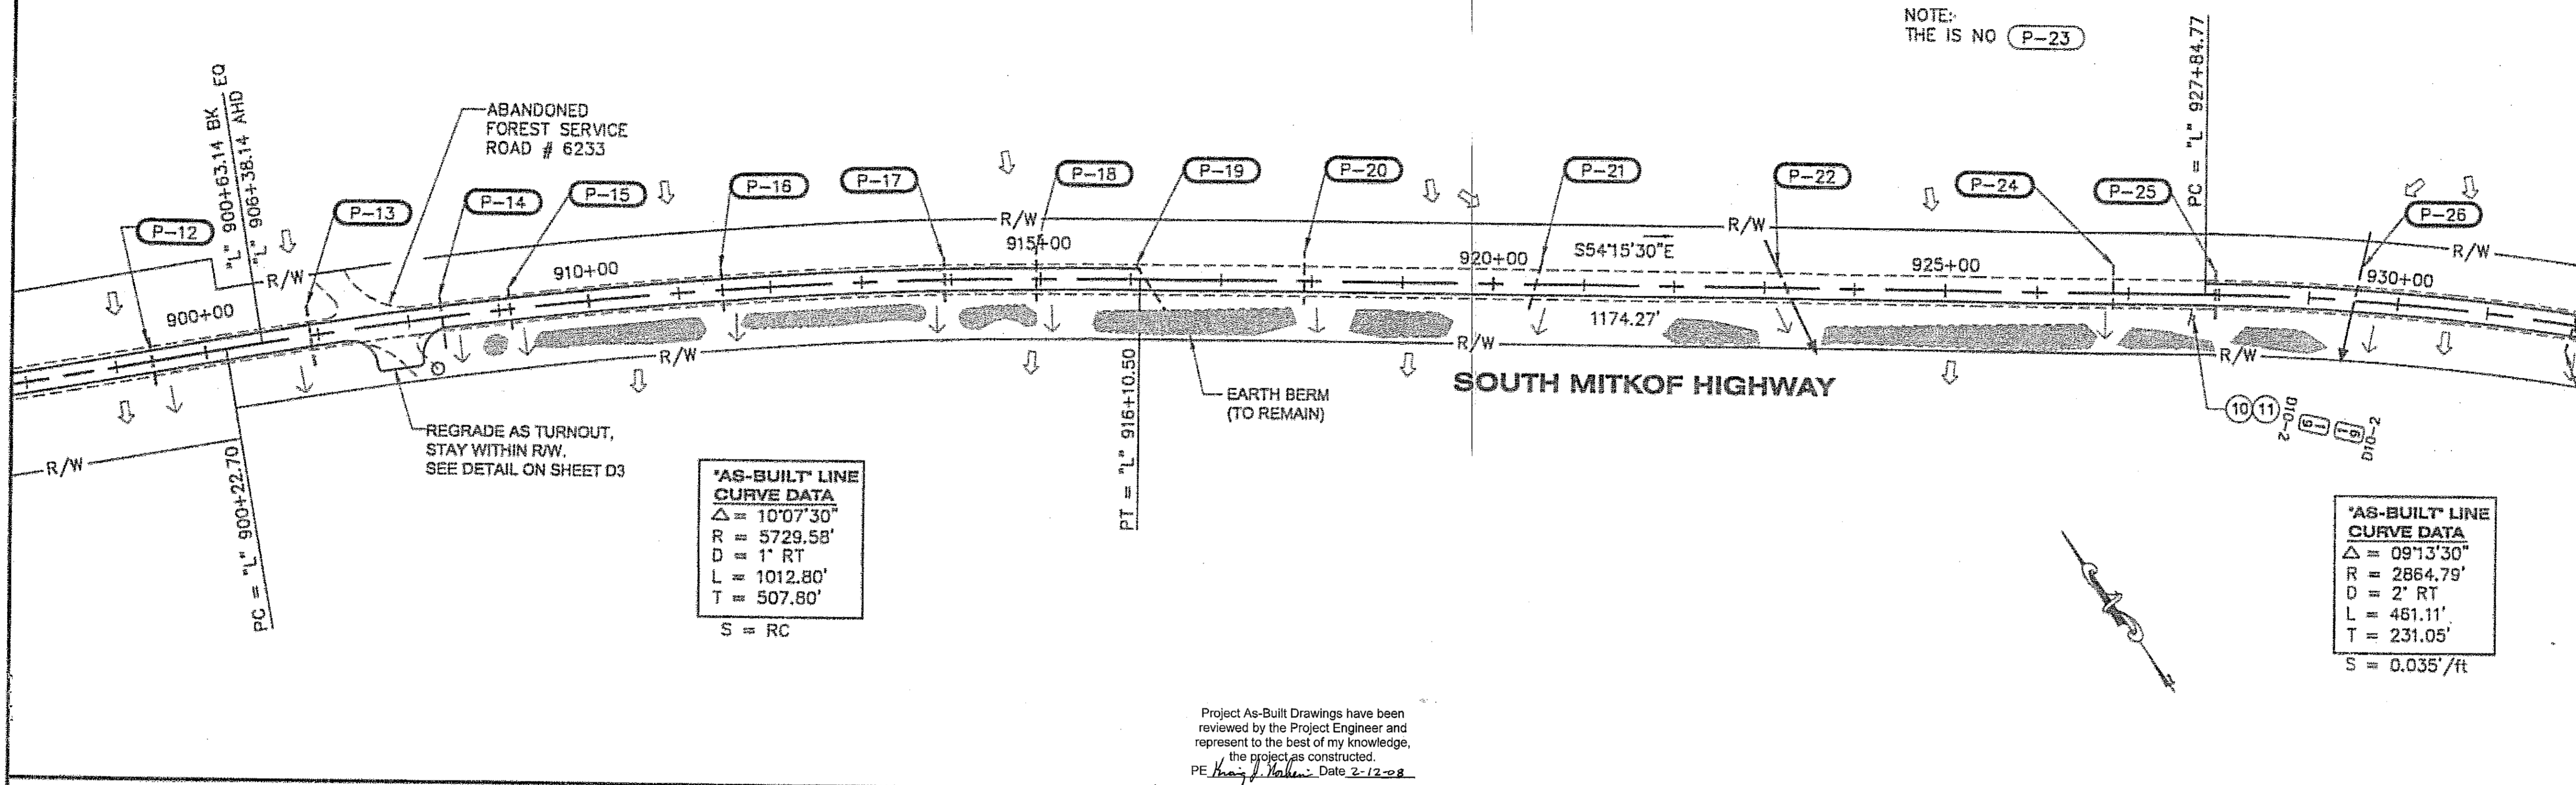 NOTE:
THE IS NO P-23
"L" 900+63.14 BK EQ
"L" 906+38.14 AHD
PC = "L" 927+84.77
ABANDONED
FOREST SERVICE
ROAD # 6233
P-12
P-13
P-14
P-15
P-16
P-17
P-18
P-19
P-20
P-21
P-22
P-24
P-25
P-26
R/W
R/W
R/W
R/W
900+00
910+00
915+00
920+00
S54°15'30"E
925+00
930+00
1174.27'
R/W
R/W
R/W
R/W
SOUTH MITKOF HIGHWAY
EARTH BERM
(TO REMAIN)
REGRADE AS TURNOUT,
STAY WITHIN R/W.
SEE DETAIL ON SHEET D3
10 11 D10-2 19 19 D10-2
PC = "L" 900+22.70
PT = "L" 916+10.50
"AS-BUILT" LINE
CURVE DATA
Δ = 10°07'30"
R = 5729.58'
D = 1° RT
L = 1012.80'
T = 507.80'
S = RC
"AS-BUILT" LINE
CURVE DATA
Δ = 09°13'30"
R = 2864.79'
D = 2° RT
L = 461.11'
T = 231.05'
S = 0.035'/ft
Project As-Built Drawings have been
reviewed by the Project Engineer and
represent to the best of my knowledge,
the project as constructed.
PE Date 2-12-08